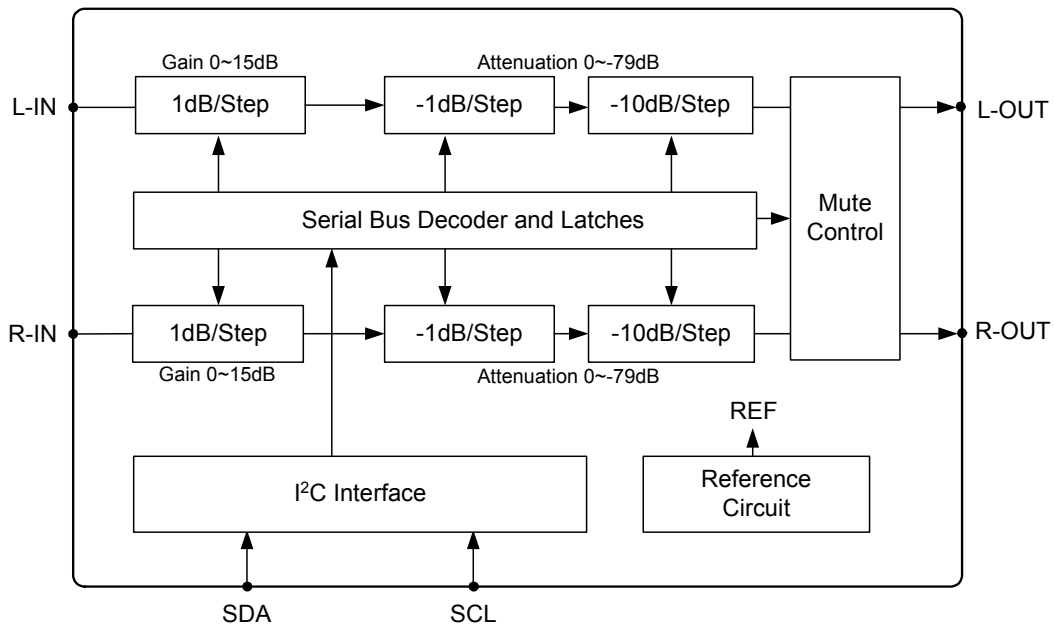 Gain 0~15dB
Attenuation 0~-79dB
L-IN
1dB/Step
-1dB/Step
-10dB/Step
L-OUT
Serial Bus Decoder and Latches
Mute
Control
R-IN
1dB/Step
-1dB/Step
-10dB/Step
R-OUT
Gain 0~15dB
Attenuation 0~-79dB
REF
I²C Interface
Reference
Circuit
SDA
SCL